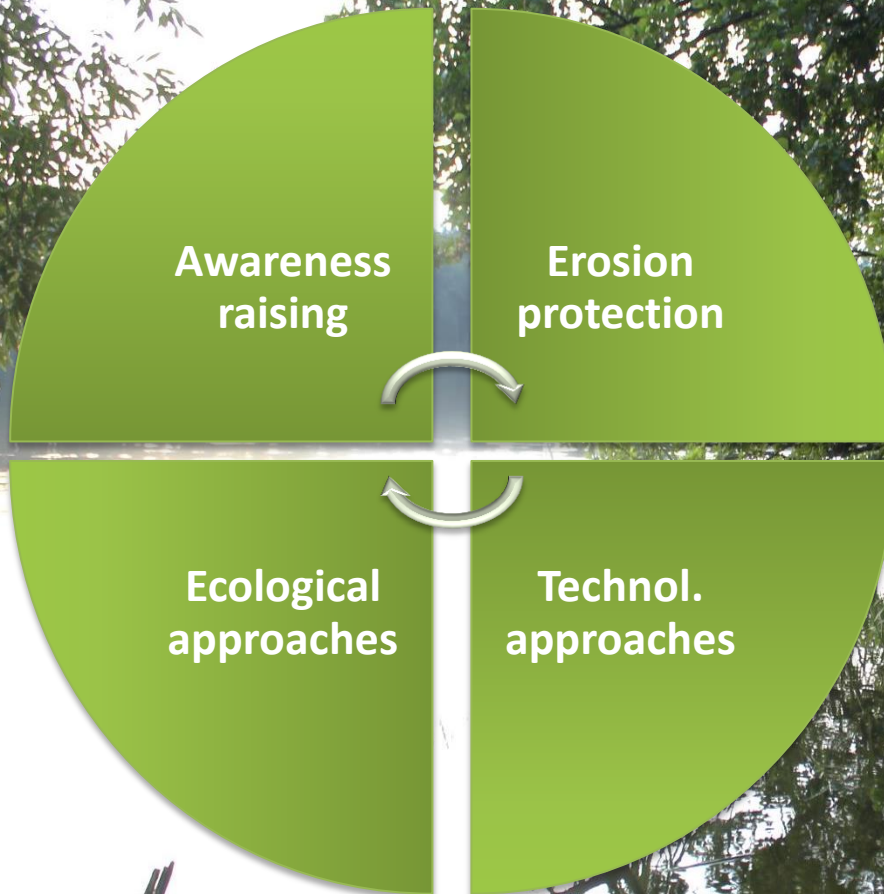 Awareness
raising
Erosion
protection
Ecological
approaches
Technol.
approaches